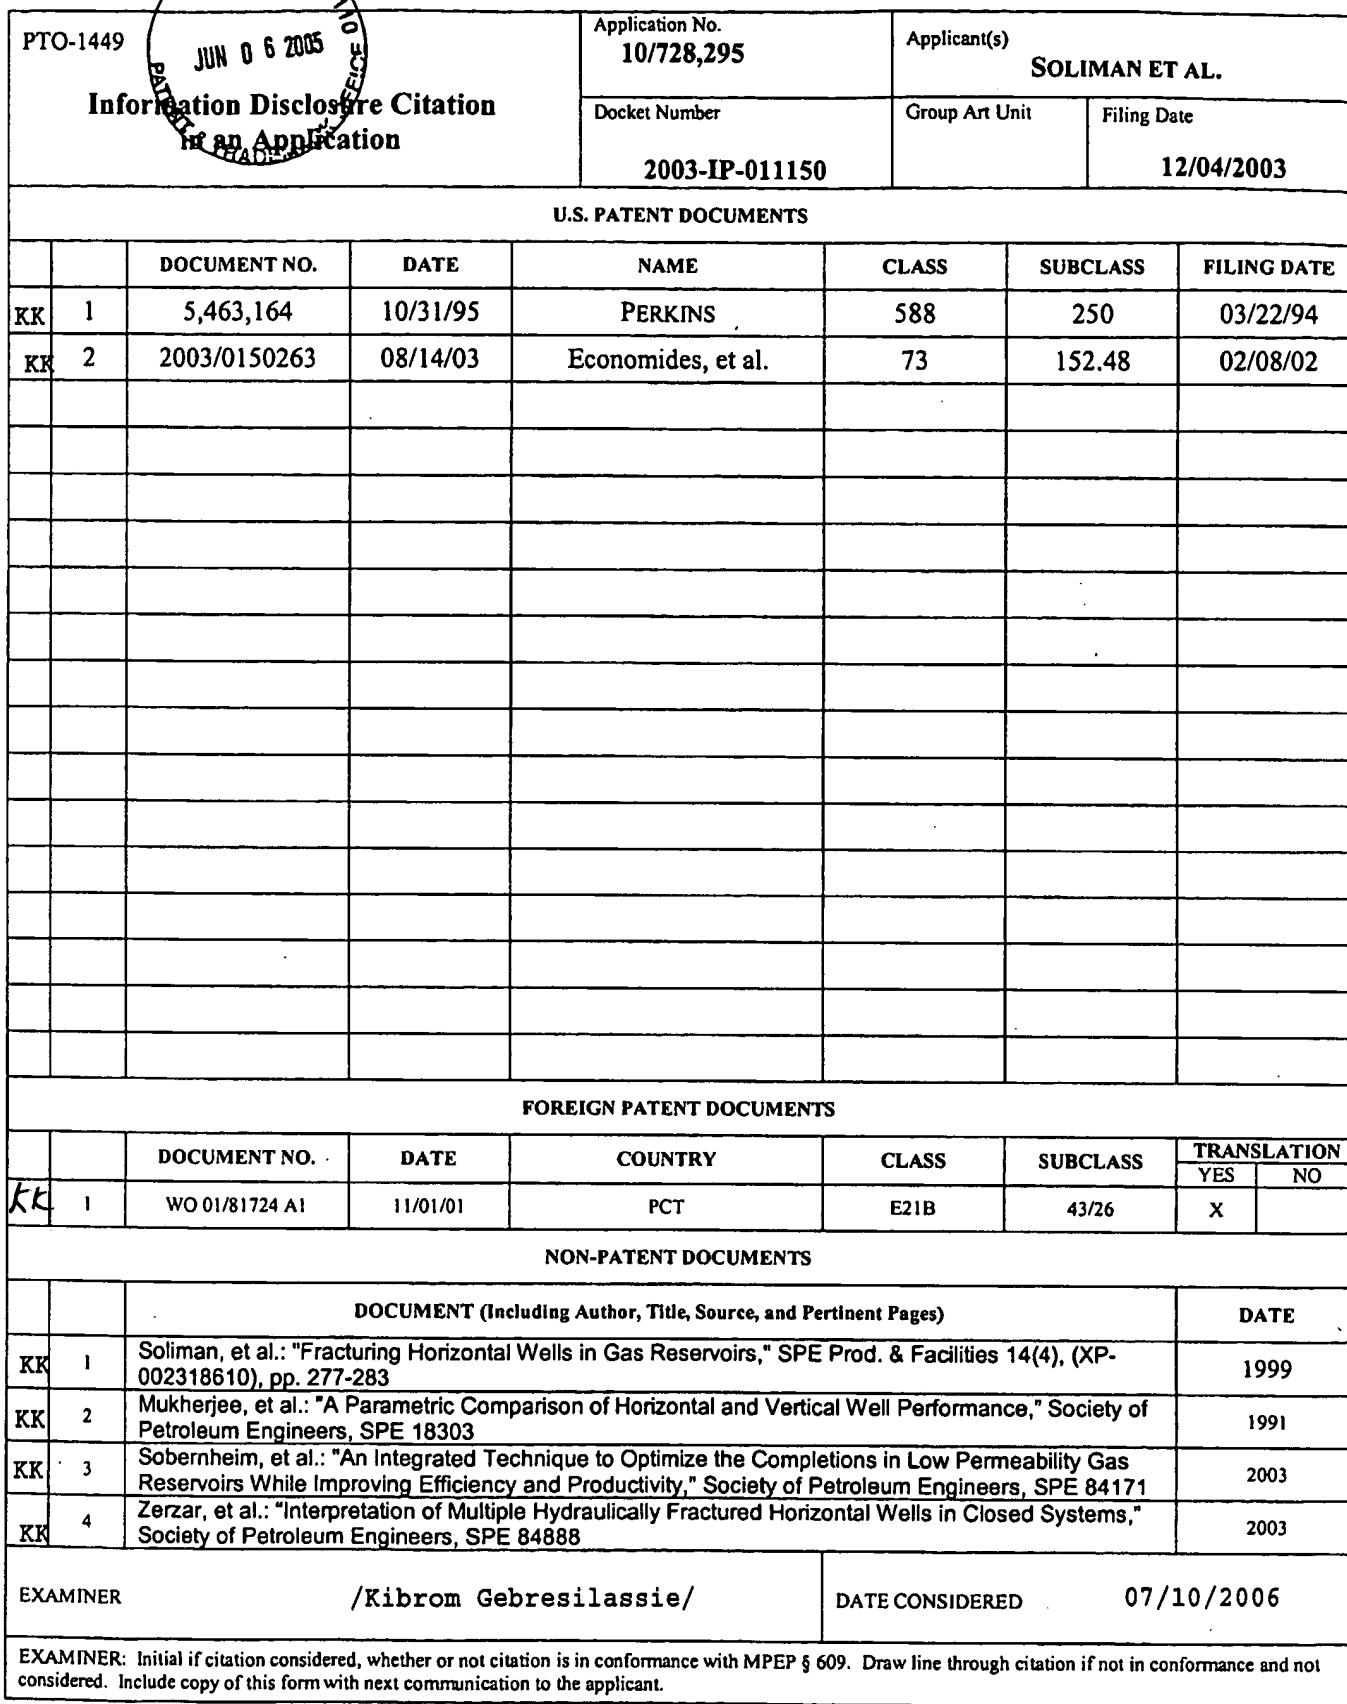 PTO-1449
JUN 0 6 2005
Information Disclosure Citation
in an Application
Application No.
10/728,295
Applicant(s)
SOLIMAN ET AL.
Docket Number
2003-IP-011150
Group Art Unit
Filing Date
12/04/2003
U.S. PATENT DOCUMENTS
DOCUMENT NO. DATE NAME CLASS SUBCLASS FILING DATE
KK 1 5,463,164 10/31/95 PERKINS 588 250 03/22/94
KK 2 2003/0150263 08/14/03 Economides, et al. 73 152.48 02/08/02
FOREIGN PATENT DOCUMENTS
DOCUMENT NO. DATE COUNTRY CLASS SUBCLASS TRANSLATION
YES NO
KK 1 WO 01/81724 A1 11/01/01 PCT E21B 43/26 X
NON-PATENT DOCUMENTS
DOCUMENT (Including Author, Title, Source, and Pertinent Pages) DATE
KK 1 Soliman, et al.: "Fracturing Horizontal Wells in Gas Reservoirs," SPE Prod. & Facilities 14(4), (XP-
002318610), pp. 277-283 1999
KK 2 Mukherjee, et al.: "A Parametric Comparison of Horizontal and Vertical Well Performance," Society of
Petroleum Engineers, SPE 18303 1991
KK 3 Sobernheim, et al.: "An Integrated Technique to Optimize the Completions in Low Permeability Gas
Reservoirs While Improving Efficiency and Productivity," Society of Petroleum Engineers, SPE 84171 2003
KK 4 Zerzar, et al.: "Interpretation of Multiple Hydraulically Fractured Horizontal Wells in Closed Systems,"
Society of Petroleum Engineers, SPE 84888 2003
EXAMINER /Kibrom Gebresilassie/ DATE CONSIDERED 07/10/2006
EXAMINER: Initial if citation considered, whether or not citation is in conformance with MPEP § 609. Draw line through citation if not in conformance and not
considered. Include copy of this form with next communication to the applicant.